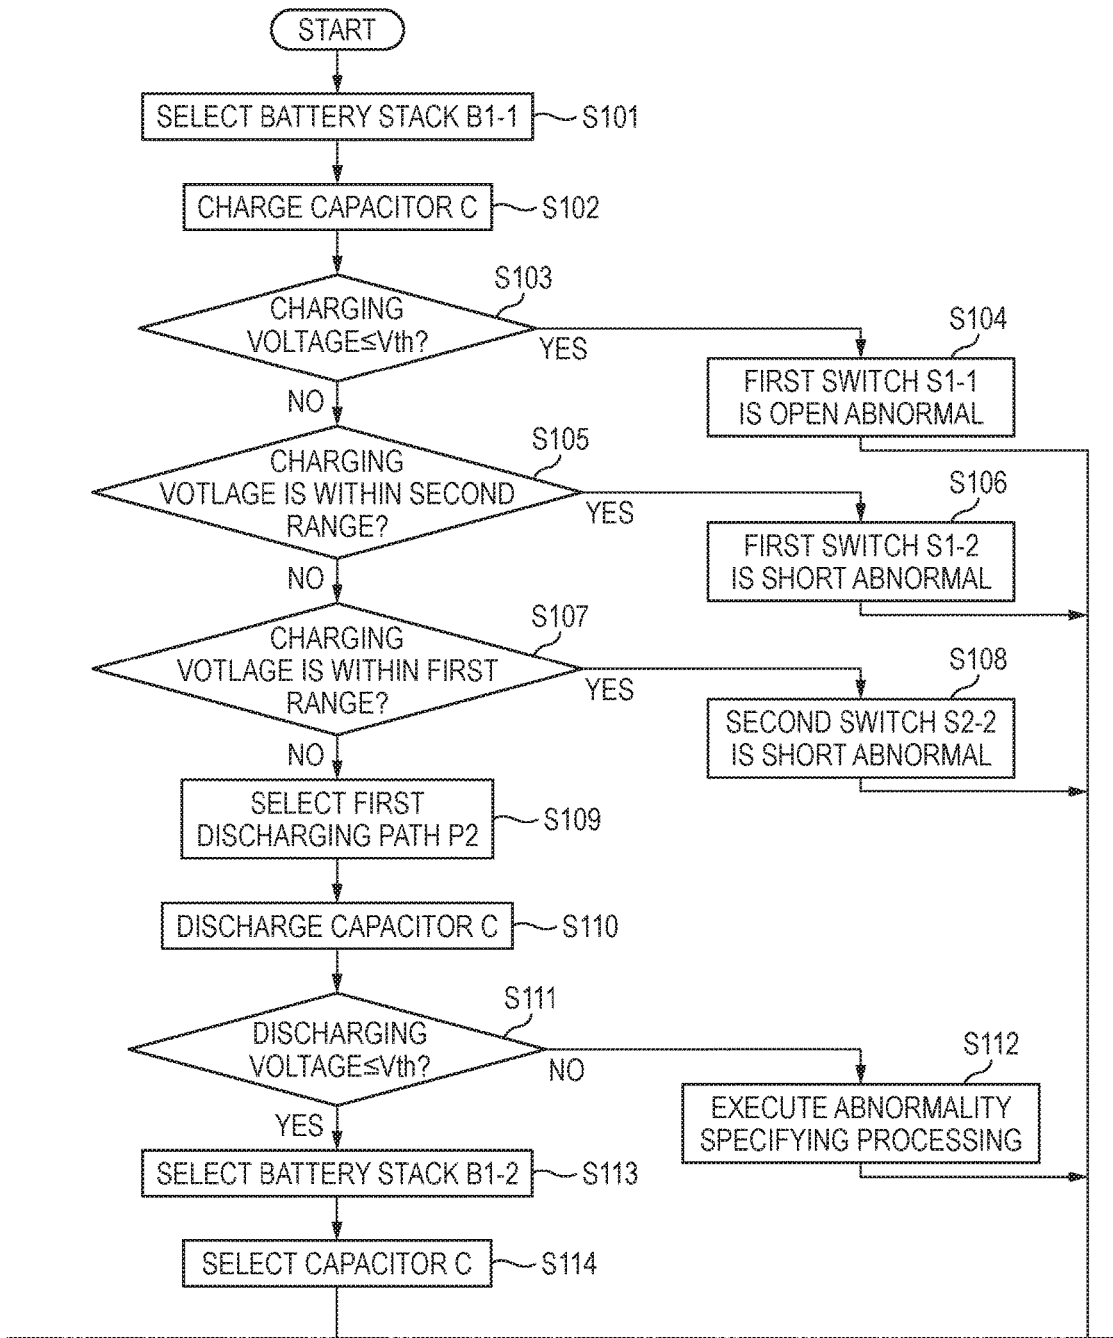 START
SELECT BATTERY STACK B1-1
S101
CHARGE CAPACITOR C
S102
S103
CHARGING
VOLTAGE≤Vth?
YES
NO
S104
FIRST SWITCH S1-1
IS OPEN ABNORMAL
S105
CHARGING
VOTLAGE IS WITHIN SECOND
RANGE?
YES
NO
S106
FIRST SWITCH S1-2
IS SHORT ABNORMAL
S107
CHARGING
VOTLAGE IS WITHIN FIRST
RANGE?
YES
NO
S108
SECOND SWITCH S2-2
IS SHORT ABNORMAL
SELECT FIRST
DISCHARGING PATH P2
S109
DISCHARGE CAPACITOR C
S110
S111
DISCHARGING
VOLTAGE≤Vth?
NO
YES
S112
EXECUTE ABNORMALITY
SPECIFYING PROCESSING
SELECT BATTERY STACK B1-2
S113
SELECT CAPACITOR C
S114